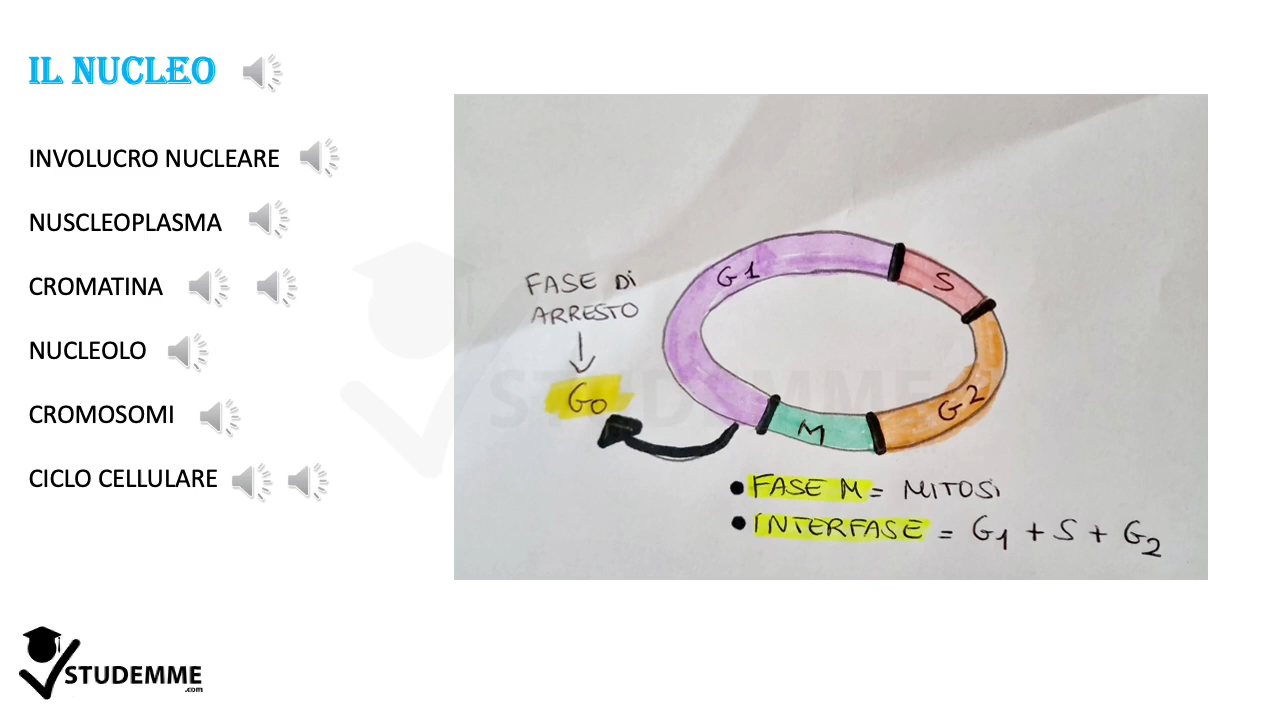 IL NUCLEO
INVOLUCRO NUCLEARE
NUSCLEOPLASMA
CROMATINA
NUCLEOLO
CROMOSOMI
CICLO CELLULARE
FASE Di
ARRESTO
G0
G1
S
G2
M
• FASE M = MITOSi
• INTERFASE = G1 + S + G2
STUDEMME
STUDEMME
.com